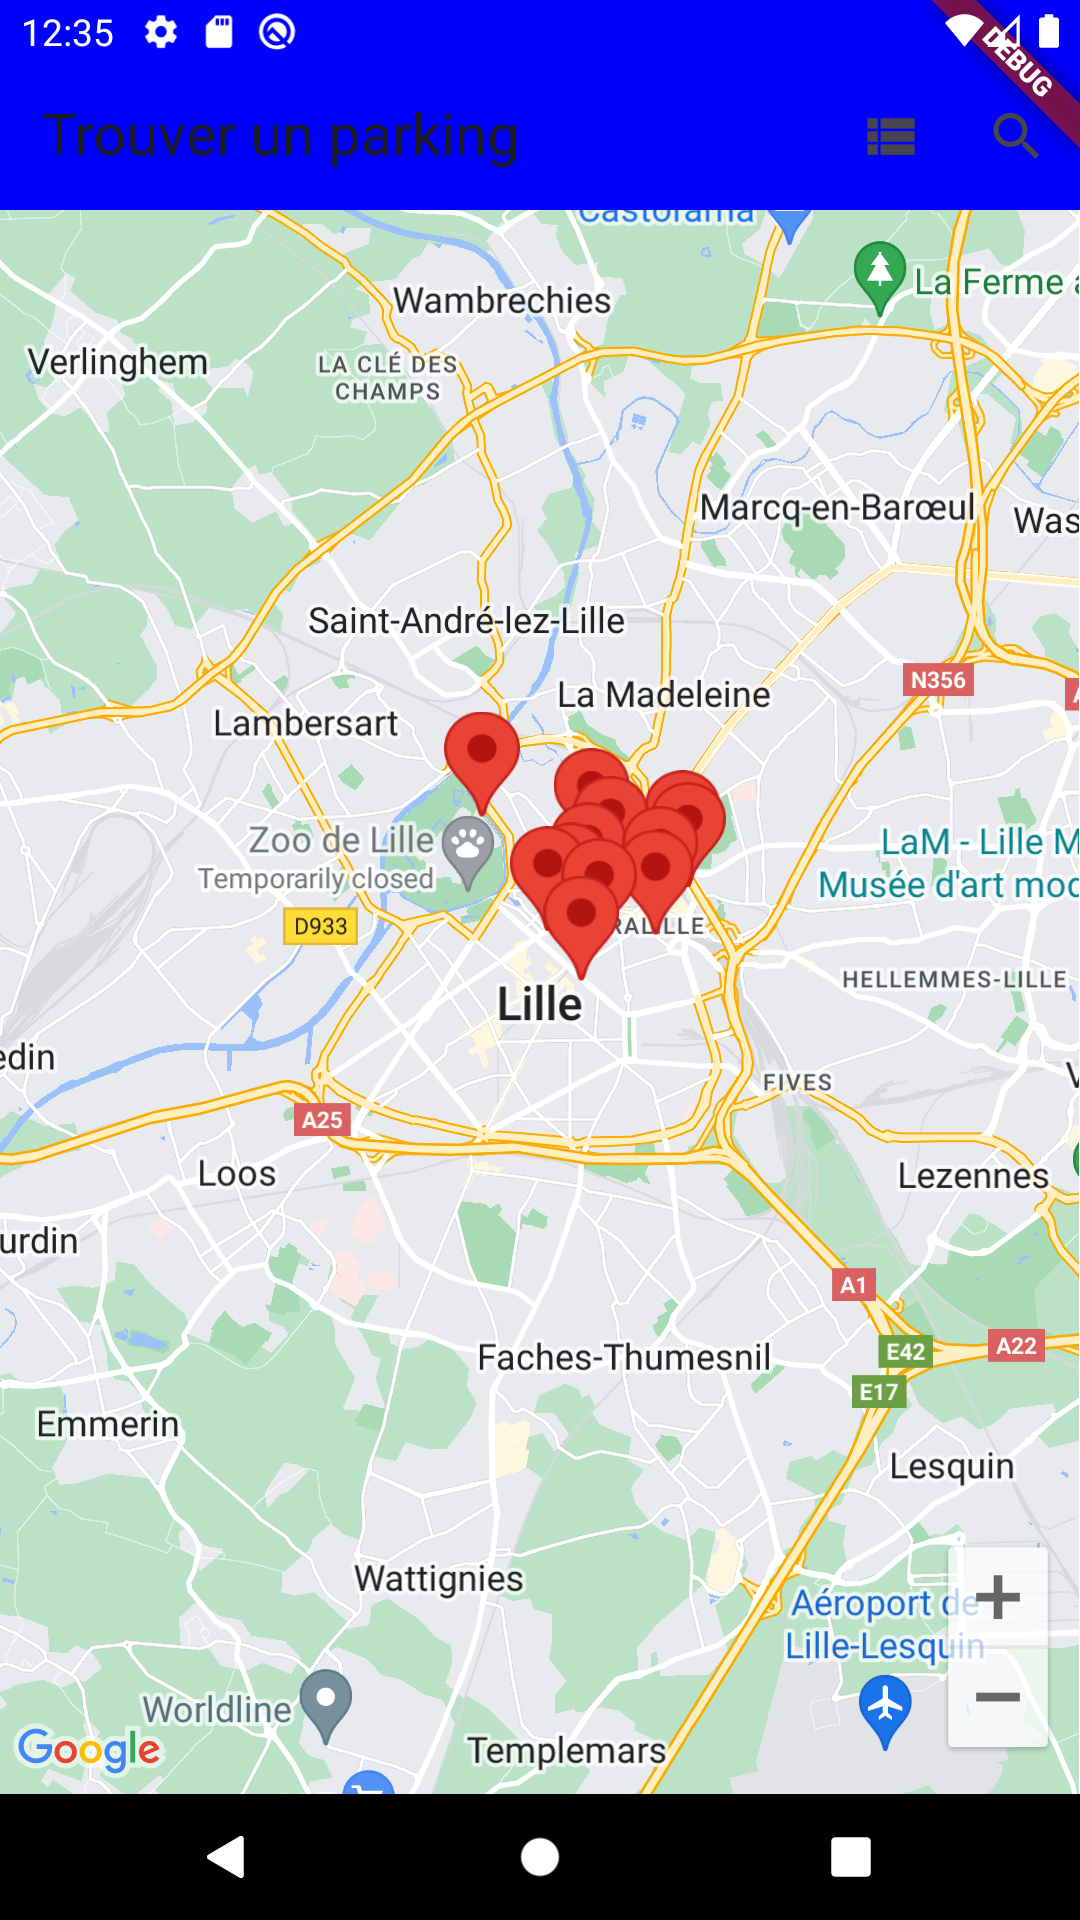 12:35
DEBUG
Trouver un parking
Castorama
La Ferme a
Wambrechies
Verlinghem
LA CLÉ DES
CHAMPS
Marcq-en-Barœul
Was
Saint-André-lez-Lille
N356
La Madeleine
Lambersart
Zoo de Lille
Temporarily closed
LaM - Lille M
Musée d'art mod
D933
RALILLE
HELLEMMES-LILLE
Lille
edin
FIVES
V
A25
Loos
Lezennes
urdin
A1
E42
A22
Faches-Thumesnil
E17
Emmerin
Lesquin
Wattignies
Aéroport de
Lille-Lesquin
Worldline
Google
Templemars